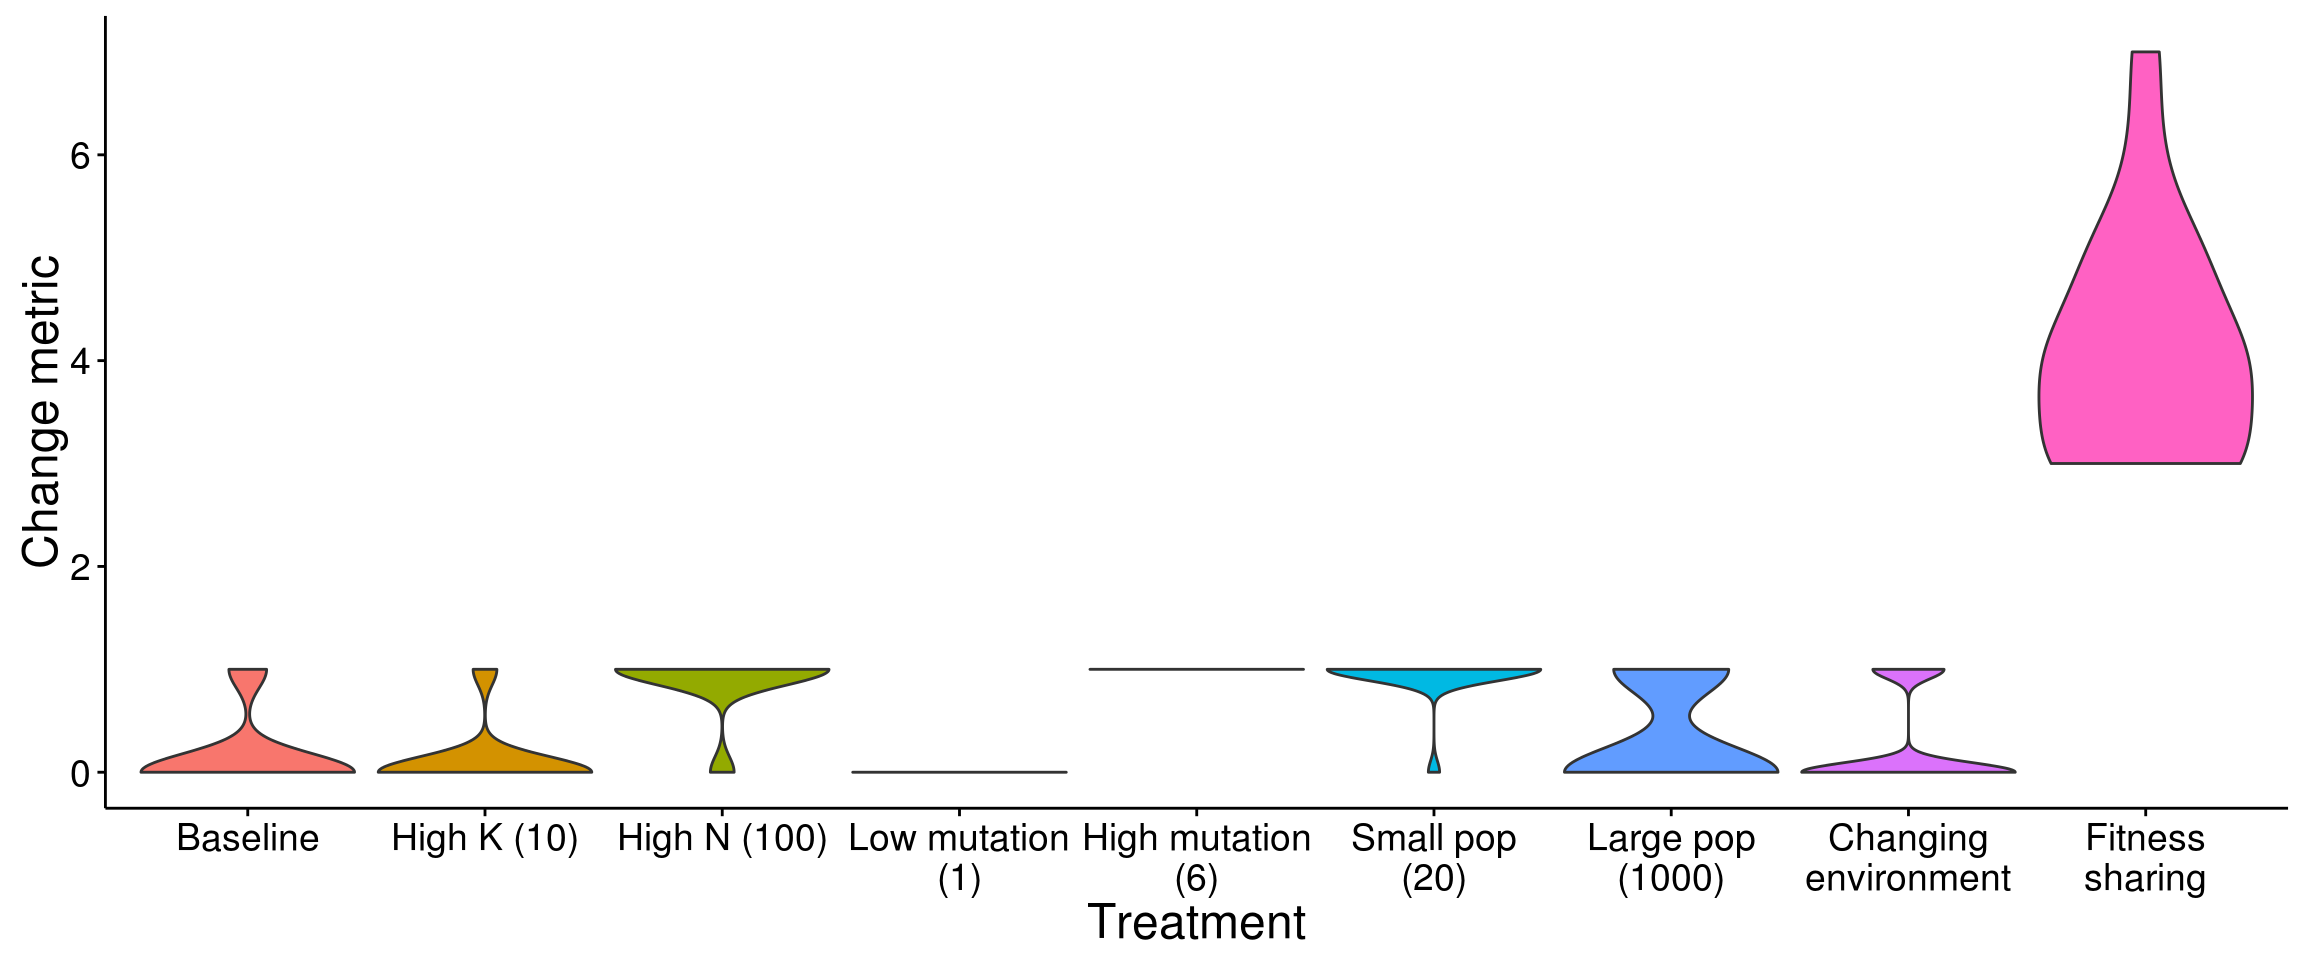 Change metric
6
4
2
0
Baseline
High K (10)
High N (100)
Low mutation
(1)
High mutation
(6)
Small pop
(20)
Large pop
(1000)
Changing
environment
Fitness
sharing
Treatment